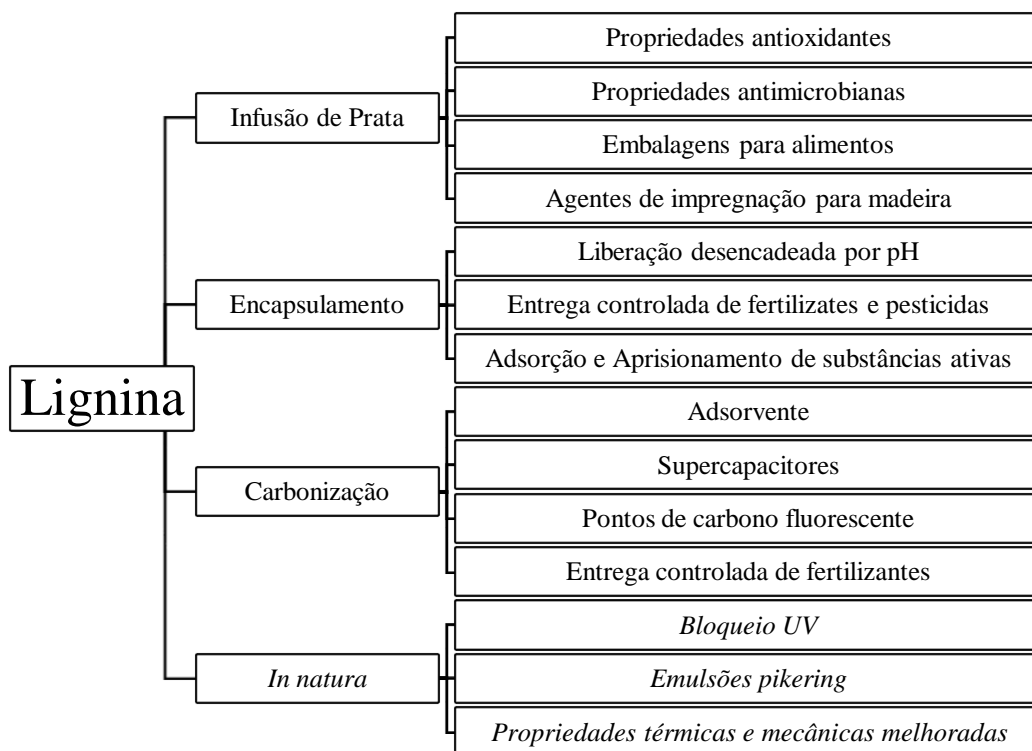 Lignina
Infusão de Prata
Propriedades antioxidantes
Propriedades antimicrobianas
Embalagens para alimentos
Agentes de impregnação para madeira
Encapsulamento
Liberação desencadeada por pH
Entrega controlada de fertilizates e pesticidas
Adsorção e Aprisionamento de substâncias ativas
Carbonização
Adsorvente
Supercapacitores
Pontos de carbono fluorescente
Entrega controlada de fertilizantes
In natura
Bloqueio UV
Emulsões pikering
Propriedades térmicas e mecânicas melhoradas